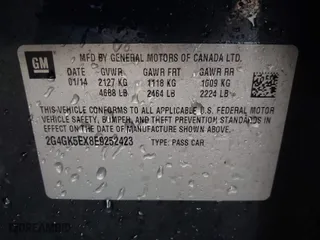 GM
MFD BY GENERAL MOTORS OF CANADA LTD.
DATE GVWR GAWR FRT GAWR RR
01/14 2127 KG 1118 KG 1009 KG
4688 LB 2464 LB 2224 LB
THIS VEHICLE CONFORMS TO ALL APPLICABLE U.S. FEDERAL MOTOR
VEHICLE SAFETY, BUMPER, AND THEFT PREVENTION STANDARDS IN
EFFECT ON THE DATE OF MANUFACTURE SHOWN ABOVE.
2G4GK5EX8E9252423 TYPE: PASS CAR